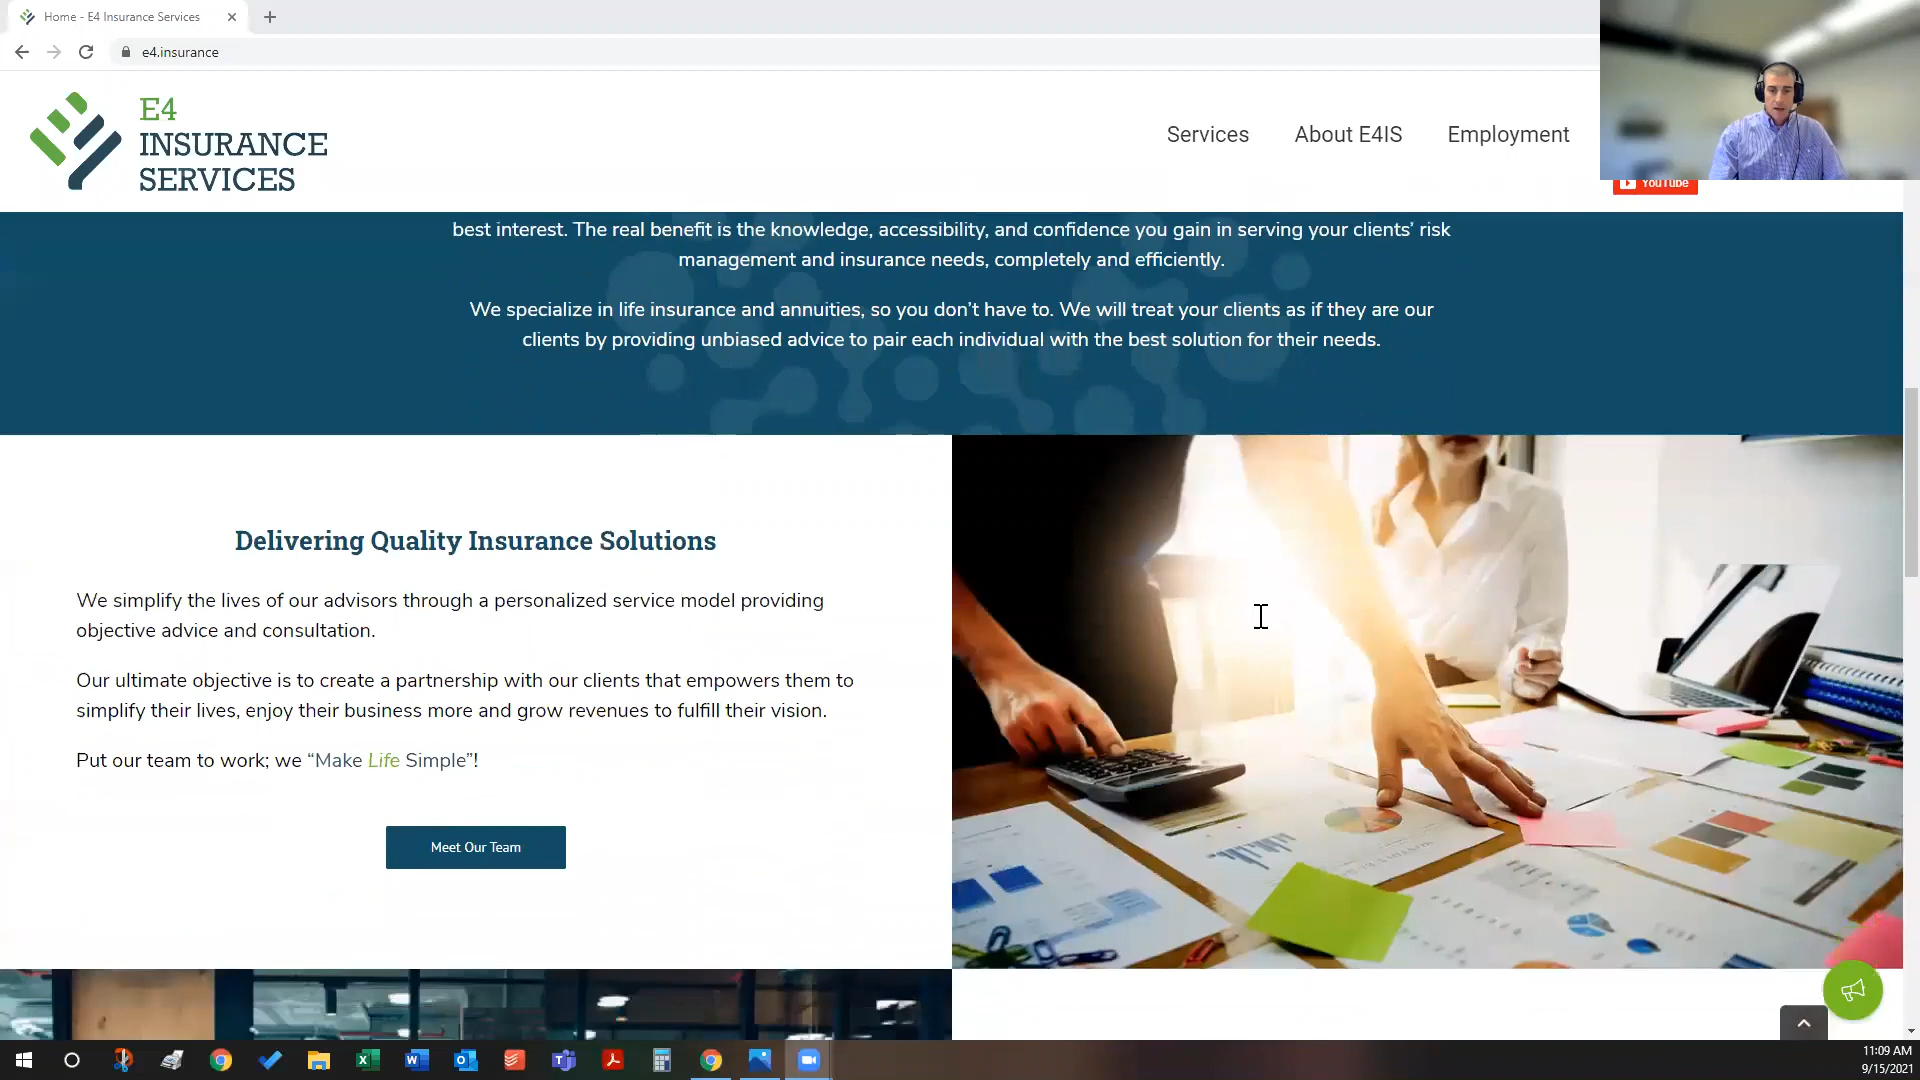 Home - E4 Insurance Services
e4.insurance
E4
INSURANCE
SERVICES
Services
About E4IS
Employment
YouTube
best interest. The real benefit is the knowledge, accessibility, and confidence you gain in serving your clients’ risk
management and insurance needs, completely and efficiently.
We specialize in life insurance and annuities, so you don’t have to. We will treat your clients as if they are our
clients by providing unbiased advice to pair each individual with the best solution for their needs.
Delivering Quality Insurance Solutions
We simplify the lives of our advisors through a personalized service model providing
objective advice and consultation.
Our ultimate objective is to create a partnership with our clients that empowers them to
simplify their lives, enjoy their business more and grow revenues to fulfill their vision.
Put our team to work; we “Make Life Simple”!
Meet Our Team
11:09 AM
9/15/2021